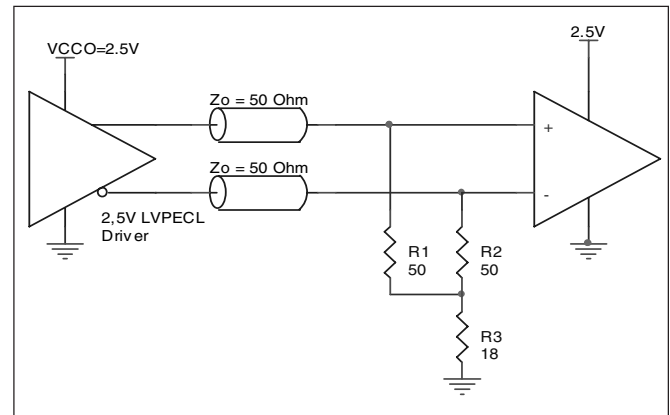 VCCO=2.5V
2.5V
Zo = 50 Ohm
+
Zo = 50 Ohm
-
2,5V LVPECL
Driver
R1
50
R2
50
R3
18